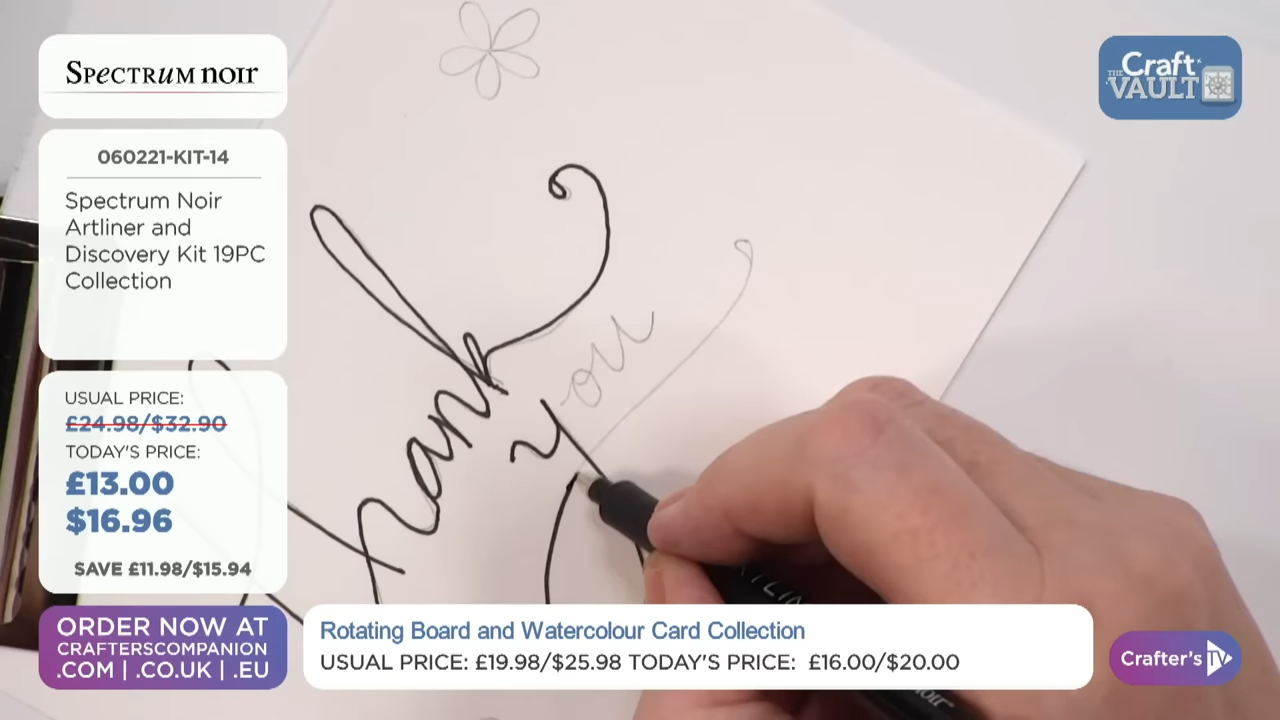 SPECTRUM NOIR
060221-KIT-14
Spectrum Noir
Artliner and
Discovery Kit 19PC
Collection
USUAL PRICE:
£24.98/$32.90
TODAY'S PRICE:
£13.00
$16.96
SAVE £11.98/$15.94
ORDER NOW AT
CRAFTERSCOMPANION
.COM | .CO.UK | .EU
THE Craft
VAULT
hank
you
Rotating Board and Watercolour Card Collection
USUAL PRICE: £19.98/$25.98 TODAY'S PRICE: £16.00/$20.00
Crafter's TV